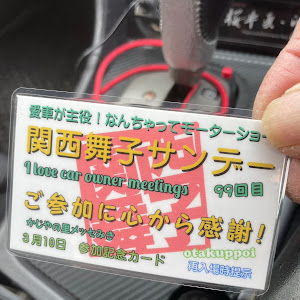 愛車が主役！なんちゃってモーターショー
関西舞子サンデー
I love car owner meetings 99回目
ご参加に心から感謝！
otakuppoi
かじやの里メッセみき
3月10日 参加記念カード
再入場時提示